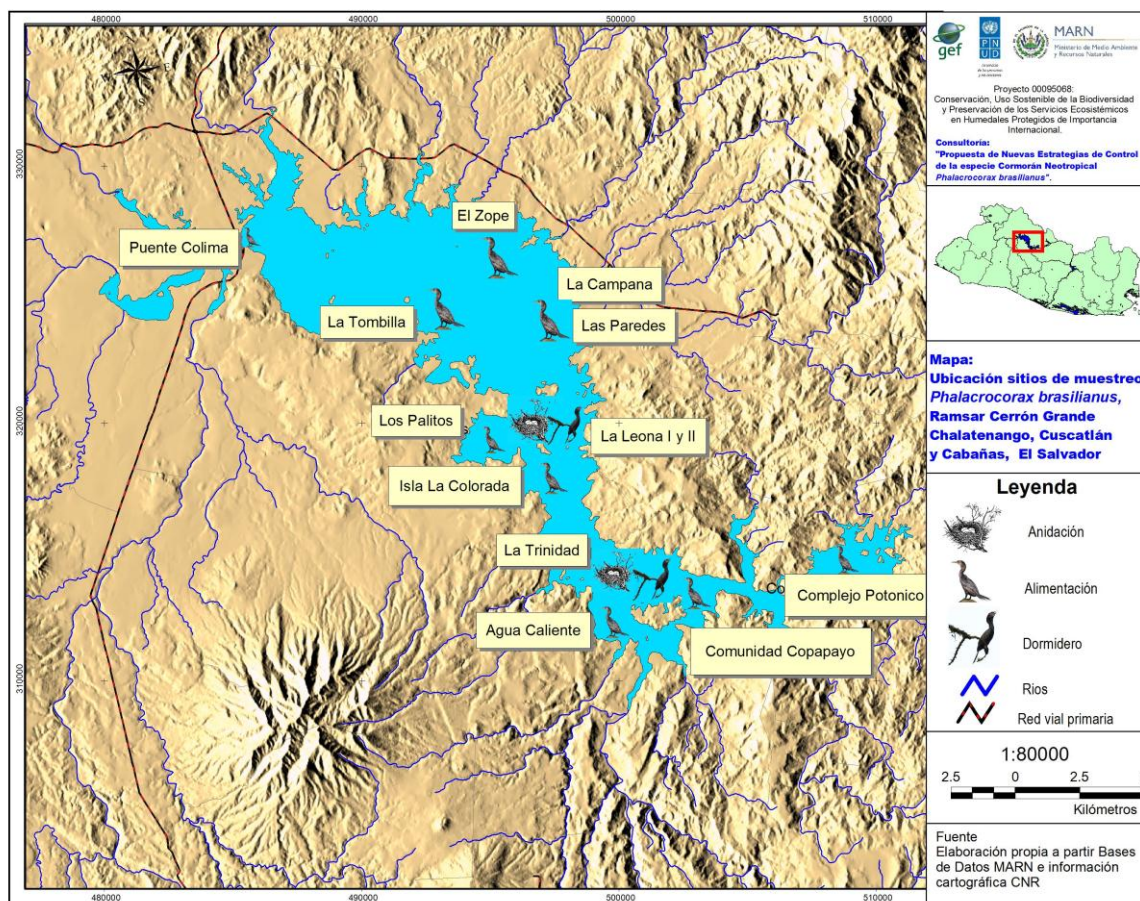 480000
490000
500000
510000
330000
320000
310000
480000
490000
500000
510000
El Zope
Puente Colima
La Campana
La Tombilla
Las Paredes
Los Palitos
La Leona I y II
Isla La Colorada
La Trinidad
Co
Complejo Potonico
Agua Caliente
Comunidad Copapayo
gef
P N
U D
MARN
Ministerio de Medio Ambiente
y Recursos Naturales
Proyecto 00095068:
Conservación, Uso Sostenible de la Biodiversidad
y Preservación de los Servicios Ecosistémicos
en Humedales Protegidos de Importancia
Internacional.
Consultoría:
"Propuesta de Nuevas Estrategias de Control
de la especie Cormorán Neotropical
Phalacrocorax brasilianus".
Mapa:
Ubicación sitios de muestreo
Phalacrocorax brasilianus,
Ramsar Cerrón Grande
Chalatenango, Cuscatlán
y Cabañas, El Salvador
Leyenda
Anidación
Alimentación
Dormidero
Ríos
Red vial primaria
1:80000
2.5 0 2.5
Kilómetros
Fuente
Elaboración propia a partir Bases
de Datos MARN e información
cartográfica CNR